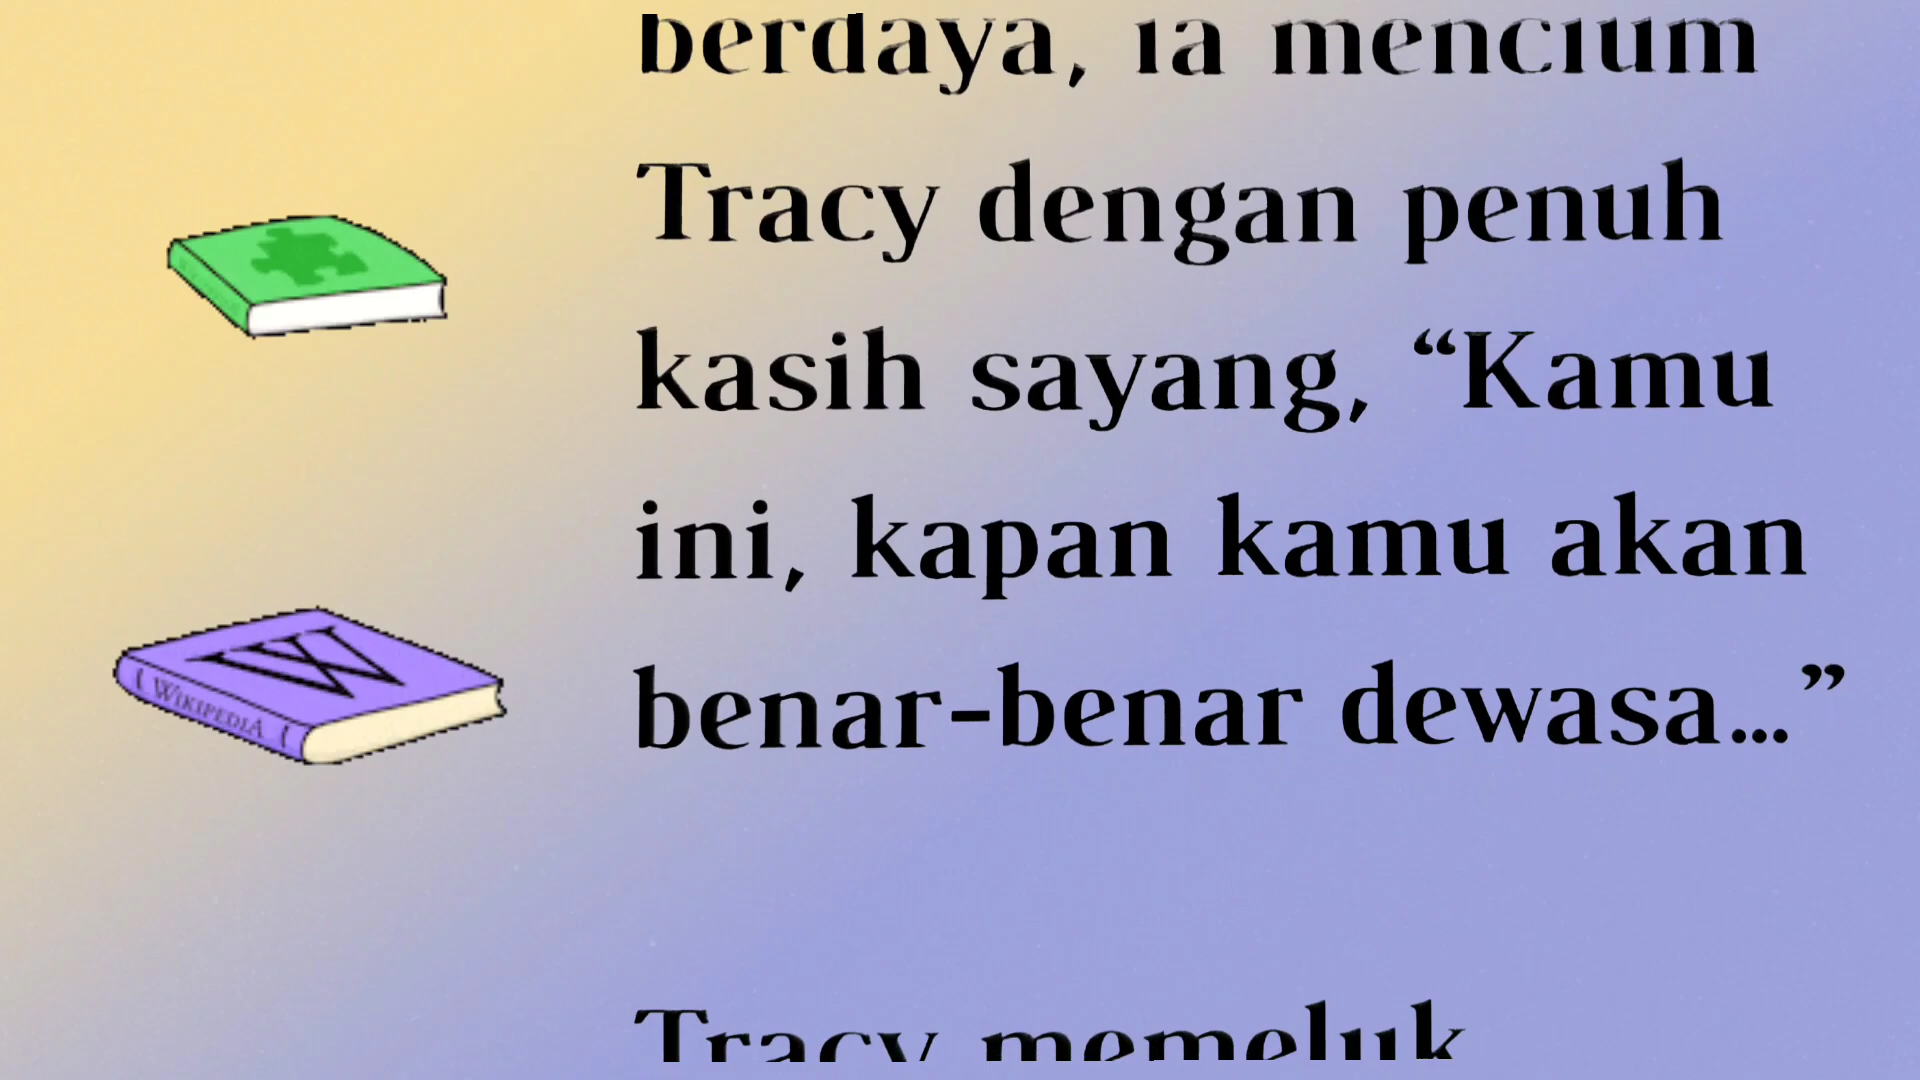 berdaya, ia mencium
Tracy dengan penuh
kasih sayang, “Kamu
ini, kapan kamu akan
benar-benar dewasa...”
Tracy memeluk
W
WIKIPEDIA